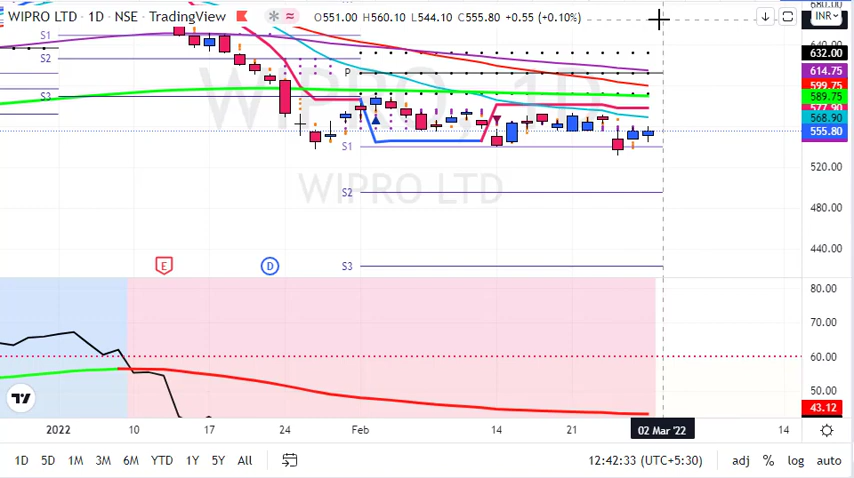 WIPRO LTD · 1D · NSE · TradingView O551.00 H560.10 L544.10 C555.80 +0.55 (+0.10%)
680.00
INR
S1
640.00
632.00
S2
P
614.75
599.75
S3
589.75
577.90
568.90
WIPRO, 1D
555.80
S1
520.00
WIPRO LTD
S2
480.00
440.00
E
D
S3
80.00
70.00
60.00
50.00
43.12
2022
10
17
24
Feb
14
21
02 Mar '22
14
1D 5D 1M 3M 6M YTD 1Y 5Y All
12:42:33 (UTC+5:30)
adj % log auto